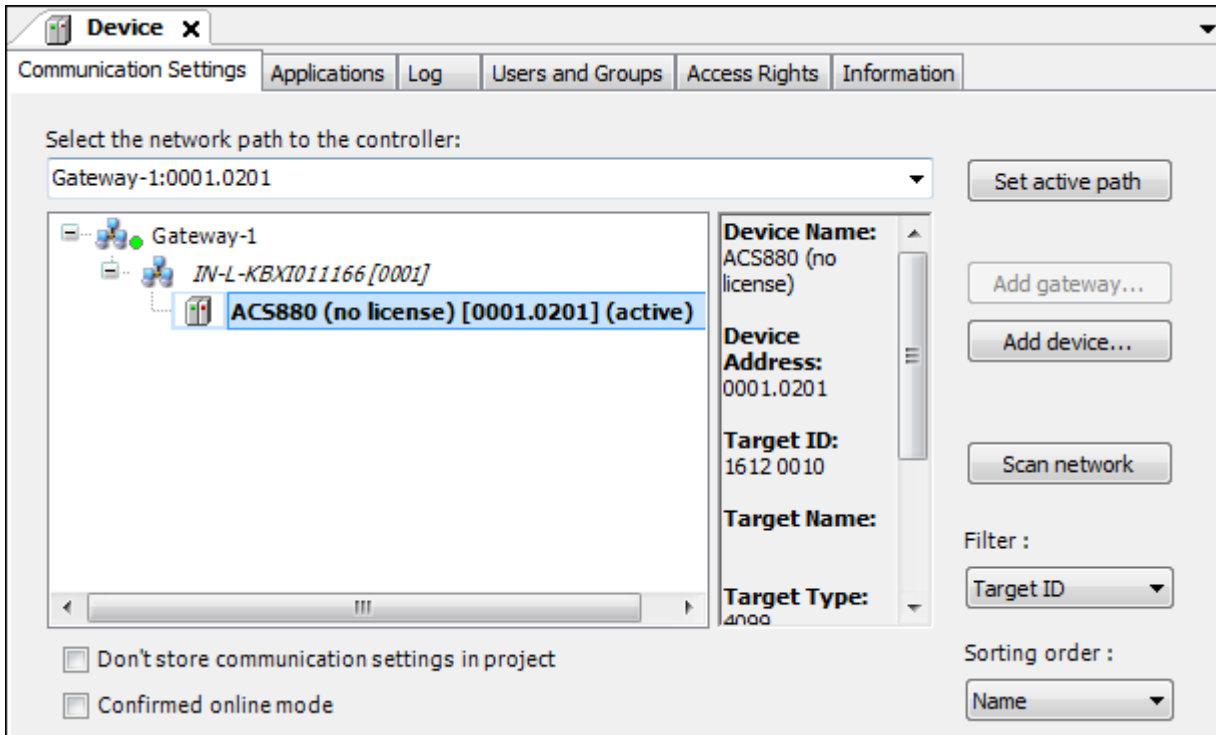 Device
Communication Settings Applications Log Users and Groups Access Rights Information
Select the network path to the controller:
Gateway-1:0001.0201
Set active path
Gateway-1
IN-L-KBXI011166 [0001]
ACS880 (no license) [0001.0201] (active)
Device Name:
ACS880 (no
license)
Device
Address:
0001.0201
Target ID:
1612 0010
Target Name:
Target Type:
4099
Add gateway...
Add device...
Scan network
Filter :
Target ID
Sorting order :
Name
Don't store communication settings in project
Confirmed online mode